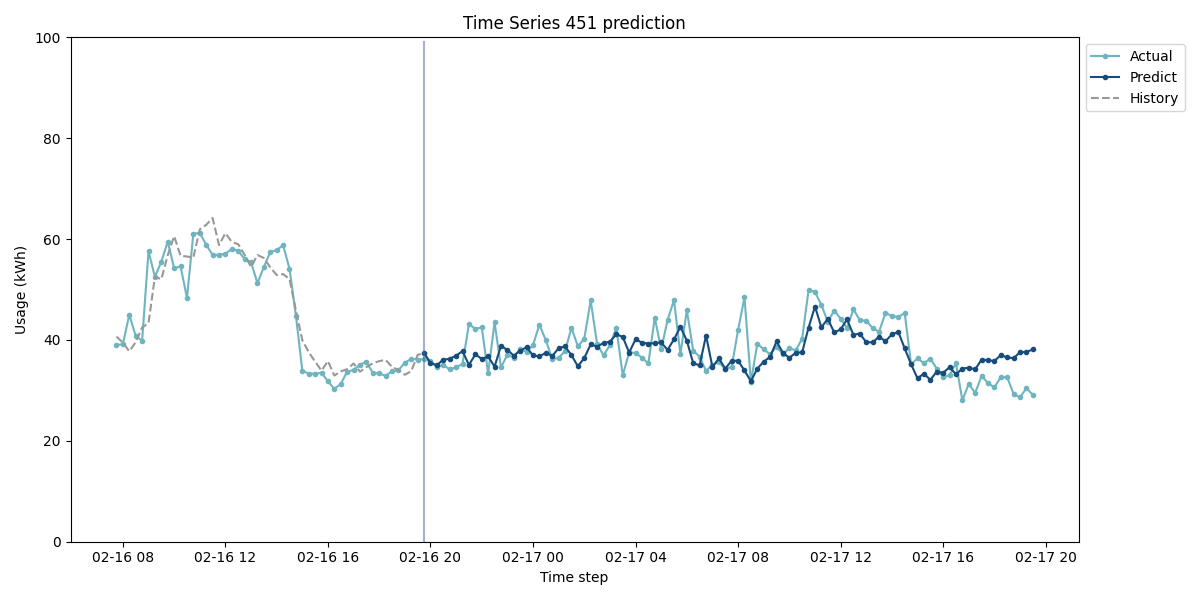 Time Series 451 prediction
100
80
60
40
20
0
Usage (kWh)
02-16 08
02-16 12
02-16 16
02-16 20
02-17 00
02-17 04
02-17 08
02-17 12
02-17 16
02-17 20
Time step
Actual
Predict
History